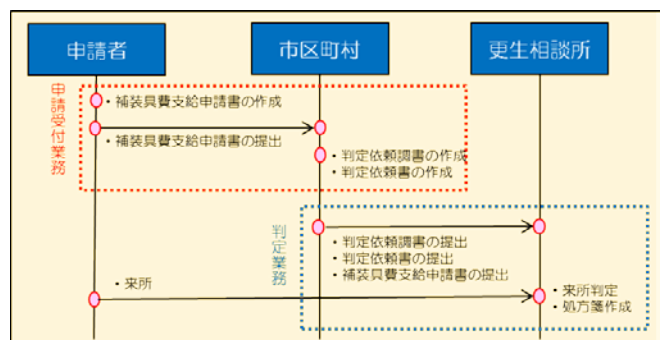 申請者
市区町村
更生相談所
申請受付業務
・補装具費支給申請書の作成
・補装具費支給申請書の提出
・判定依頼調書の作成
・判定依頼書の作成
判定業務
・判定依頼調書の提出
・判定依頼書の提出
・補装具費支給申請書の提出
・来所
・来所判定
・処方箋作成